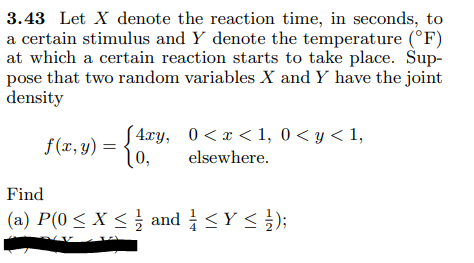 3.43 Let X denote the reaction time, in seconds, to
a certain stimulus and Y denote the temperature (°F)
at which a certain reaction starts to take place. Sup-
pose that two random variables X and Y have the joint
density
f(x, y) = { 4xy, 0 < x < 1, 0 < y < 1,
0, elsewhere.
Find
(a) P(0 ≤ X ≤ 1/2 and 1/4 ≤ Y ≤ 1/2);